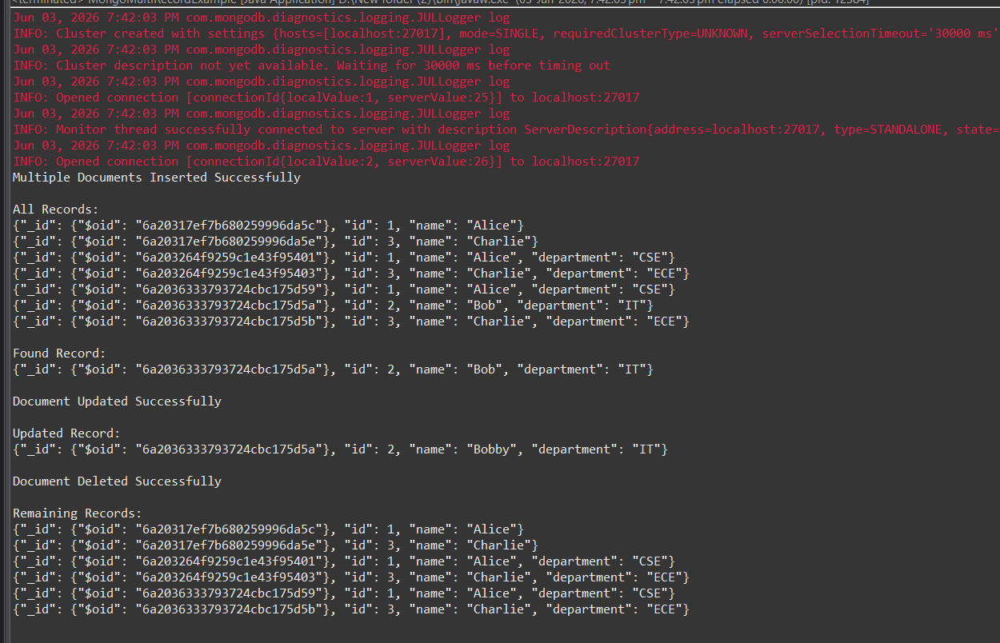 <terminated> MongoMultiRecordExample [Java Application] D:\New folder (2)\bin\javaw.exe (03-Jun-2026, 7:42:03 pm – 7:42:03 pm elapsed 0:00:00) [pid: 12564]
Jun 03, 2026 7:42:03 PM com.mongodb.diagnostics.logging.JULLogger log
INFO: Cluster created with settings {hosts=[localhost:27017], mode=SINGLE, requiredClusterType=UNKNOWN, serverSelectionTimeout='30000 ms'
Jun 03, 2026 7:42:03 PM com.mongodb.diagnostics.logging.JULLogger log
INFO: Cluster description not yet available. Waiting for 30000 ms before timing out
Jun 03, 2026 7:42:03 PM com.mongodb.diagnostics.logging.JULLogger log
INFO: Opened connection [connectionId{localValue:1, serverValue:25}] to localhost:27017
Jun 03, 2026 7:42:03 PM com.mongodb.diagnostics.logging.JULLogger log
INFO: Monitor thread successfully connected to server with description ServerDescription{address=localhost:27017, type=STANDALONE, state=
Jun 03, 2026 7:42:03 PM com.mongodb.diagnostics.logging.JULLogger log
INFO: Opened connection [connectionId{localValue:2, serverValue:26}] to localhost:27017
Multiple Documents Inserted Successfully
All Records:
{"_id": {"$oid": "6a20317ef7b680259996da5c"}, "id": 1, "name": "Alice"}
{"_id": {"$oid": "6a20317ef7b680259996da5e"}, "id": 3, "name": "Charlie"}
{"_id": {"$oid": "6a203264f9259c1e43f95401"}, "id": 1, "name": "Alice", "department": "CSE"}
{"_id": {"$oid": "6a203264f9259c1e43f95403"}, "id": 3, "name": "Charlie", "department": "ECE"}
{"_id": {"$oid": "6a2036333793724cbc175d59"}, "id": 1, "name": "Alice", "department": "CSE"}
{"_id": {"$oid": "6a2036333793724cbc175d5a"}, "id": 2, "name": "Bob", "department": "IT"}
{"_id": {"$oid": "6a2036333793724cbc175d5b"}, "id": 3, "name": "Charlie", "department": "ECE"}
Found Record:
{"_id": {"$oid": "6a2036333793724cbc175d5a"}, "id": 2, "name": "Bob", "department": "IT"}
Document Updated Successfully
Updated Record:
{"_id": {"$oid": "6a2036333793724cbc175d5a"}, "id": 2, "name": "Bobby", "department": "IT"}
Document Deleted Successfully
Remaining Records:
{"_id": {"$oid": "6a20317ef7b680259996da5c"}, "id": 1, "name": "Alice"}
{"_id": {"$oid": "6a20317ef7b680259996da5e"}, "id": 3, "name": "Charlie"}
{"_id": {"$oid": "6a203264f9259c1e43f95401"}, "id": 1, "name": "Alice", "department": "CSE"}
{"_id": {"$oid": "6a203264f9259c1e43f95403"}, "id": 3, "name": "Charlie", "department": "ECE"}
{"_id": {"$oid": "6a2036333793724cbc175d59"}, "id": 1, "name": "Alice", "department": "CSE"}
{"_id": {"$oid": "6a2036333793724cbc175d5b"}, "id": 3, "name": "Charlie", "department": "ECE"}